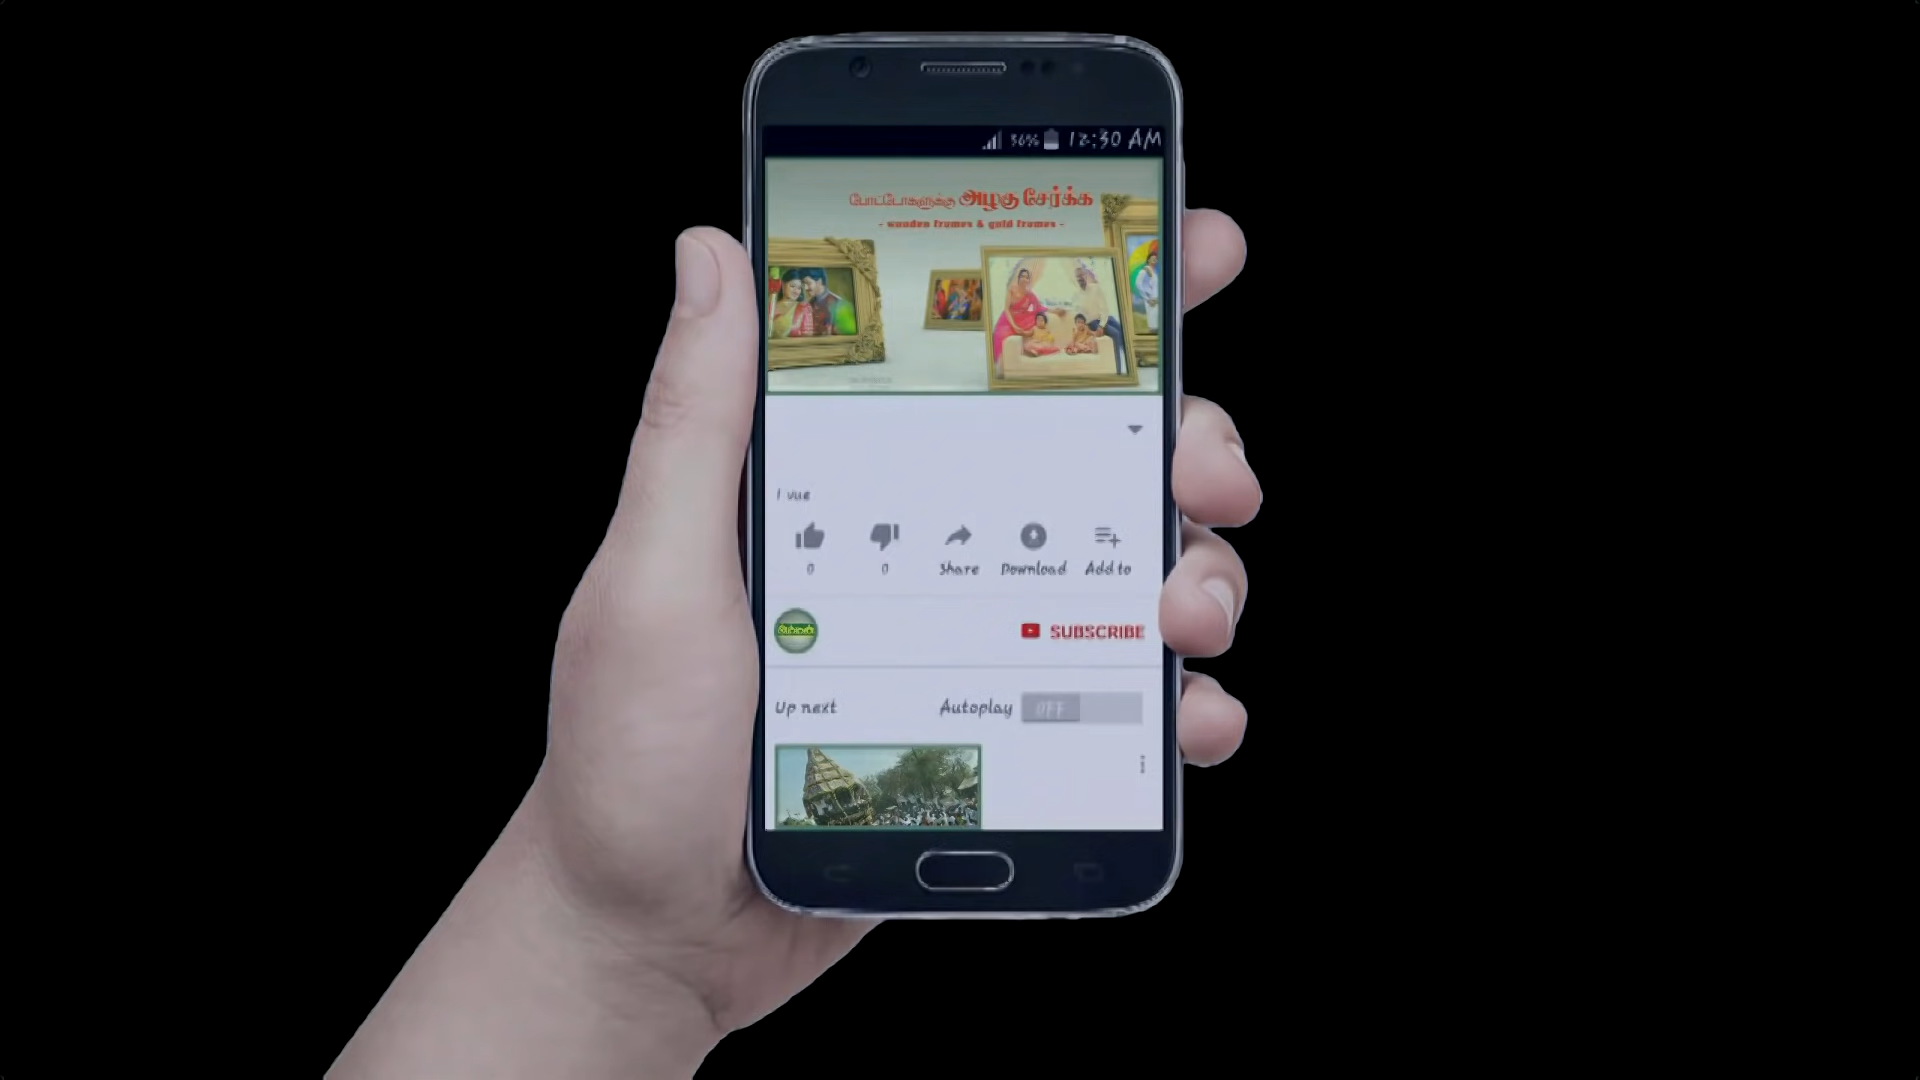 36% 12:30 AM
போட்டோகளுக்கு அழகு சேர்க்க
- wooden frames & gold frames -
1 vue
0 0 Share Download Add to
SUBSCRIBE
Up next Autoplay OFF